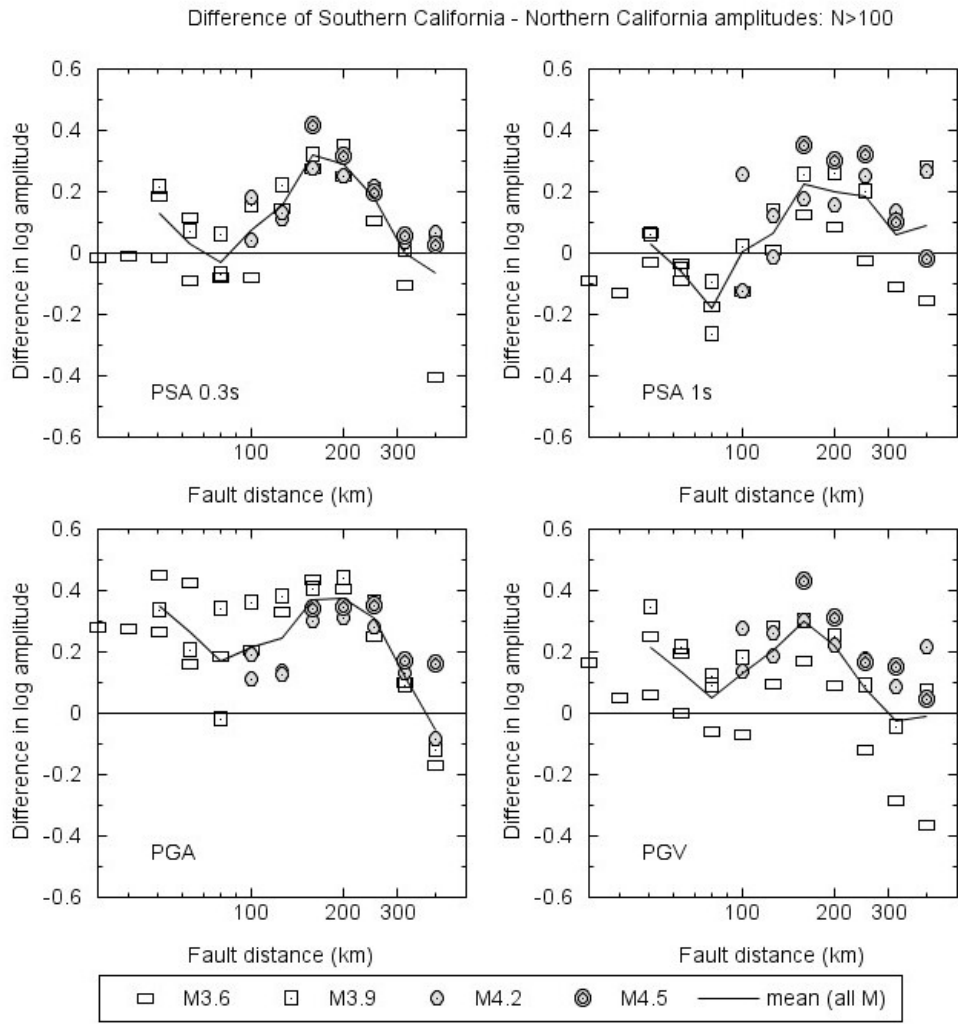 Difference of Southern California - Northern California amplitudes: N>100
0.6
0.4
0.2
0
-0.2
-0.4
-0.6
Difference in log amplitude
PSA 0.3s
100
200
300
Fault distance (km)
0.6
0.4
0.2
0
-0.2
-0.4
-0.6
Difference in log amplitude
PSA 1s
100
200
300
Fault distance (km)
0.6
0.4
0.2
0
-0.2
-0.4
-0.6
Difference in log amplitude
PGA
100
200
300
Fault distance (km)
0.6
0.4
0.2
0
-0.2
-0.4
-0.6
Difference in log amplitude
PGV
100
200
300
Fault distance (km)
M3.6
M3.9
M4.2
M4.5
mean (all M)